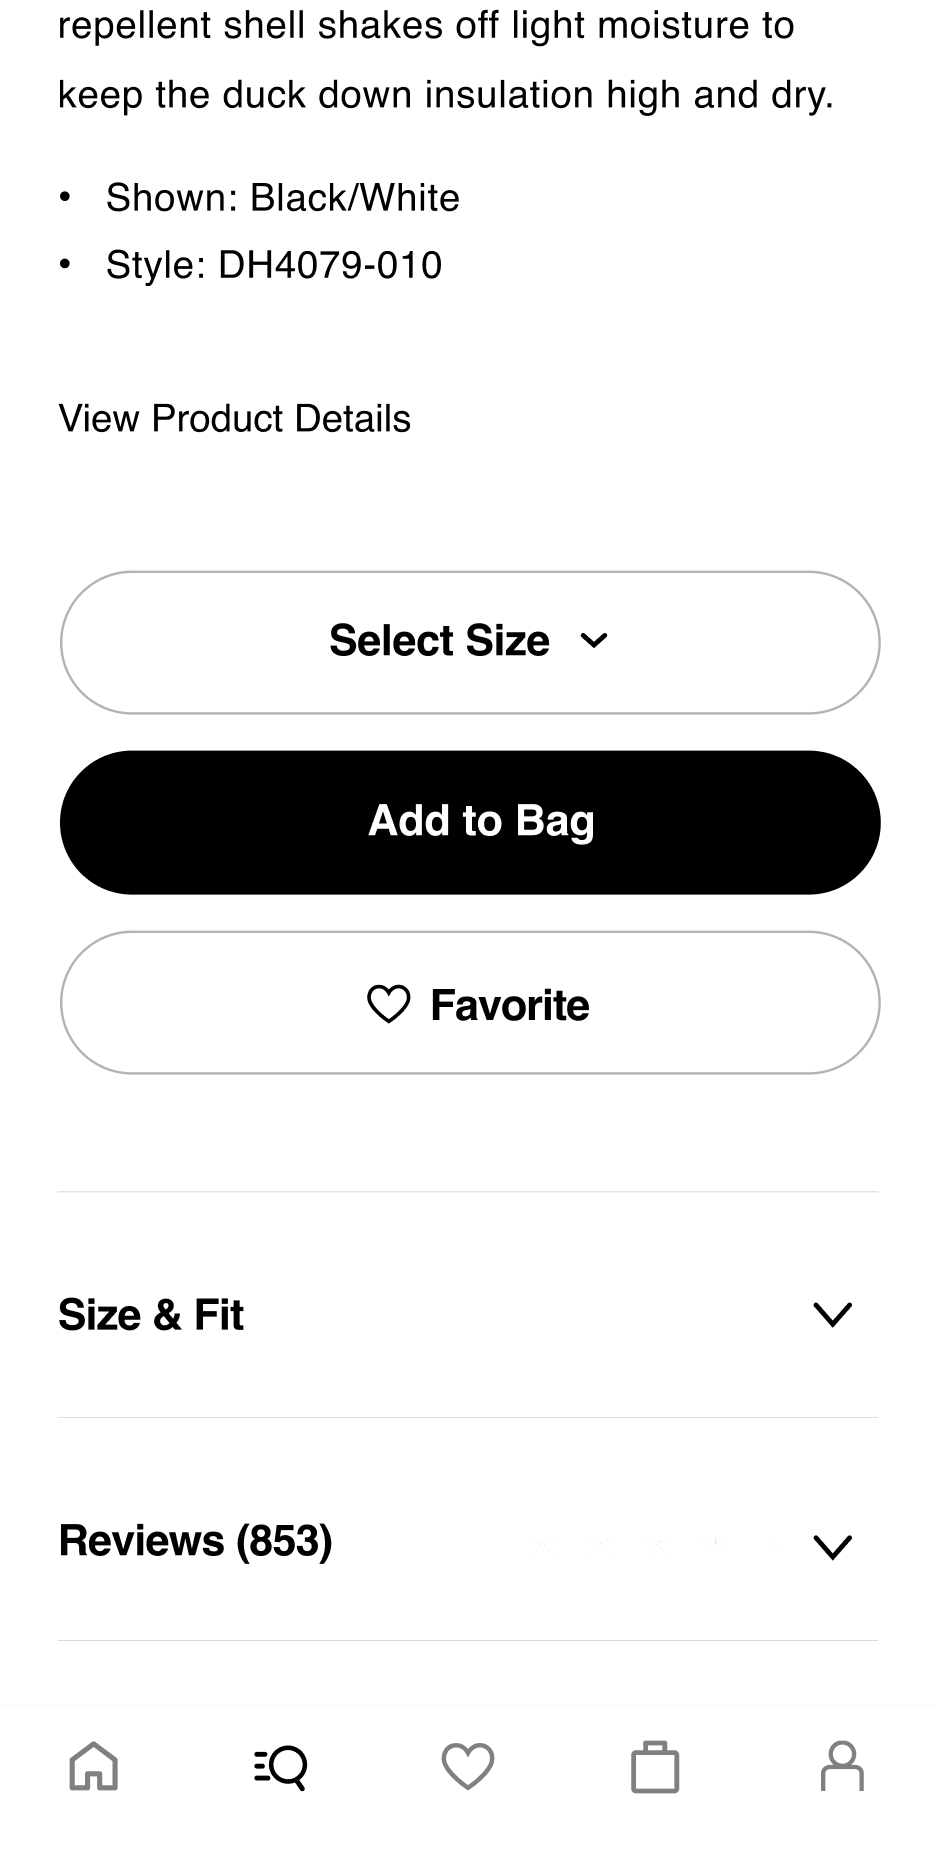 repellent shell shakes off light moisture to
keep the duck down insulation high and dry.
• Shown: Black/White
• Style: DH4079-010
View Product Details
Select Size
Add to Bag
Favorite
Size & Fit
Reviews (853)